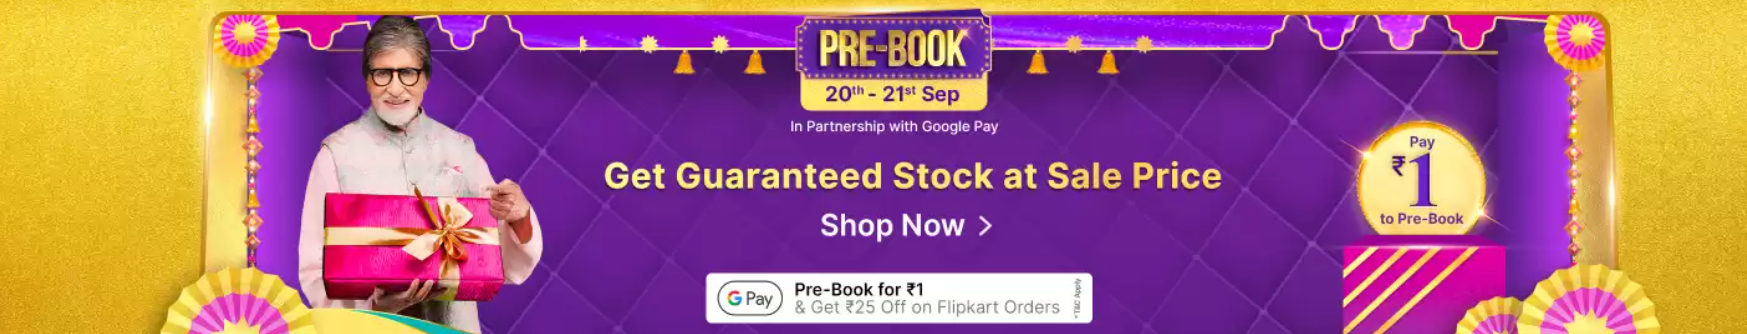 PRE-BOOK
20th - 21st Sep
In Partnership with Google Pay
Get Guaranteed Stock at Sale Price
Shop Now >
Pay
₹1
to Pre-Book
G Pay
Pre-Book for ₹1
& Get ₹25 Off on Flipkart Orders
*T&C Apply